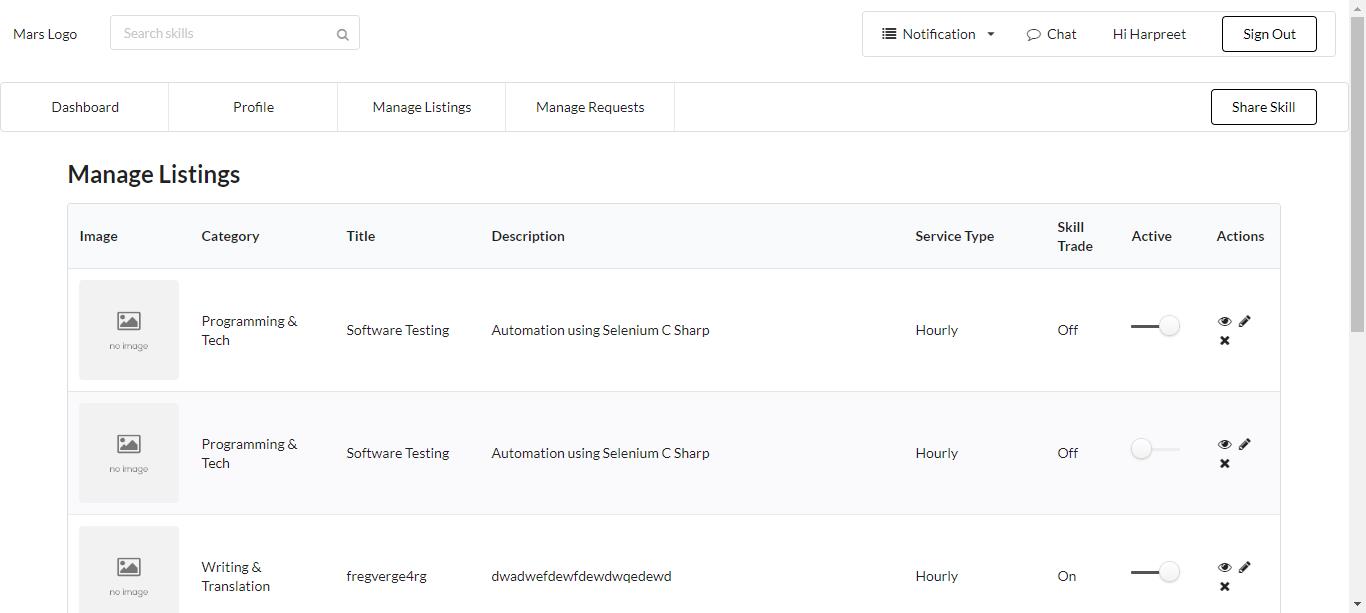 Mars Logo
Search skills
Notification
Chat
Hi Harpreet
Sign Out
Dashboard
Profile
Manage Listings
Manage Requests
Share Skill
Manage Listings
Image
Category
Title
Description
Service Type
Skill
Trade
Active
Actions
no image
Programming &
Tech
Software Testing
Automation using Selenium C Sharp
Hourly
Off
no image
Programming &
Tech
Software Testing
Automation using Selenium C Sharp
Hourly
Off
no image
Writing &
Translation
fregverge4rg
dwadwefdewfdewdwqedewd
Hourly
On